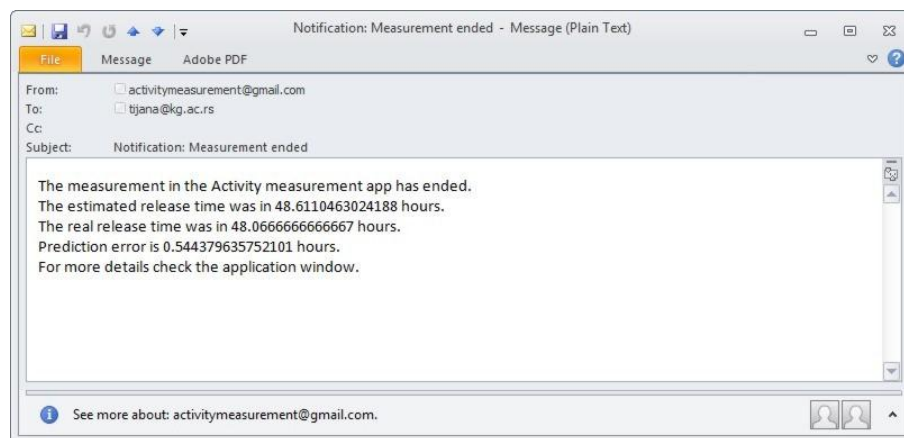 Notification: Measurement ended - Message (Plain Text)
File Message Adobe PDF
From: activitymeasurement@gmail.com
To: tijana@kg.ac.rs
Cc:
Subject: Notification: Measurement ended
The measurement in the Activity measurement app has ended.
The estimated release time was in 48.6110463024188 hours.
The real release time was in 48.0666666666667 hours.
Prediction error is 0.544379635752101 hours.
For more details check the application window.
See more about: activitymeasurement@gmail.com.